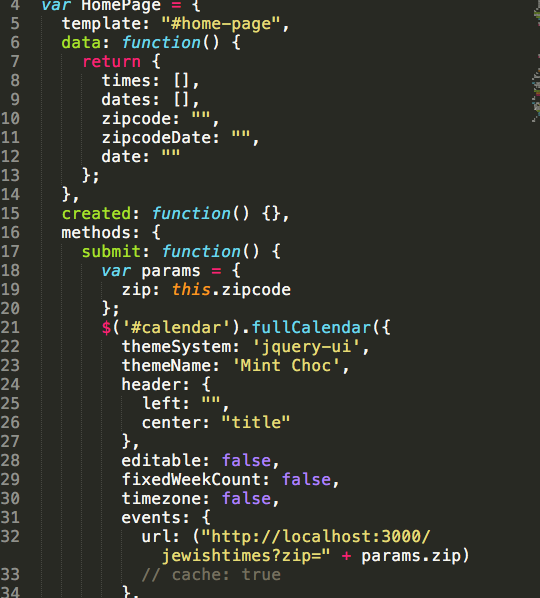 4 var HomePage = {
5 template: "#home-page",
6 data: function() {
7 return {
8 times: [],
9 dates: [],
10 zipcode: "",
11 zipcodeDate: "",
12 date: ""
13 };
14 },
15 created: function() {},
16 methods: {
17 submit: function() {
18 var params = {
19 zip: this.zipcode
20 };
21 $('#calendar').fullCalendar({
22 themeSystem: 'jquery-ui',
23 themeName: 'Mint Choc',
24 header: {
25 left: "",
26 center: "title"
27 },
28 editable: false,
29 fixedWeekCount: false,
30 timezone: false,
31 events: {
32 url: ("http://localhost:3000/
jewishtimes?zip=" + params.zip)
33 // cache: true
34 },